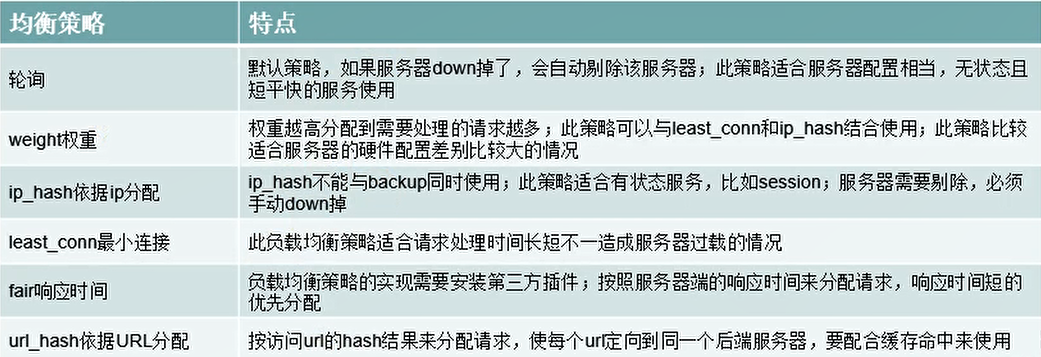 均衡策略 特点
轮询
默认策略，如果服务器down掉了，会自动剔除该服务器；此策略适合服务器配置相当，无状态且
短平快的服务使用
weight权重
权重越高分配到需要处理的请求越多；此策略可以与least_conn和ip_hash结合使用；此策略比较
适合服务器的硬件配置差别比较大的情况
ip_hash依据ip分配
ip_hash不能与backup同时使用；此策略适合有状态服务，比如session；服务器需要剔除，必须
手动down掉
least_conn最小连接
此负载均衡策略适合请求处理时间长短不一造成服务器过载的情况
fair响应时间
负载均衡策略的实现需要安装第三方插件；按照服务器端的响应时间来分配请求，响应时间短的
优先分配
url_hash依据URL分配
按访问url的hash结果来分配请求，使每个url定向到同一个后端服务器，要配合缓存命中来使用